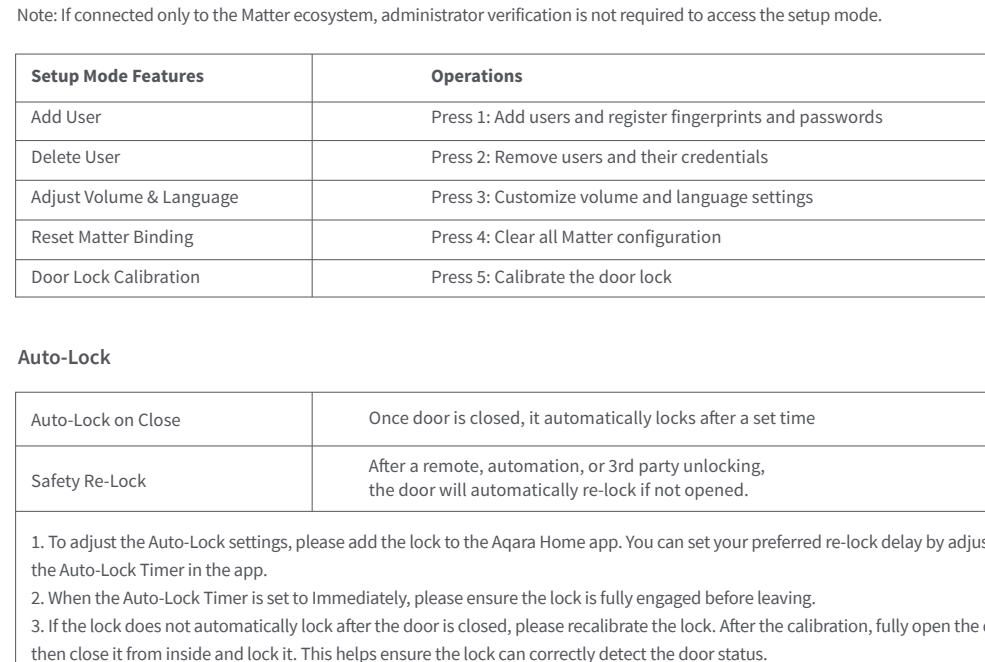 Note: If connected only to the Matter ecosystem, administrator verification is not required to access the setup mode.
Setup Mode Features Operations
Add User Press 1: Add users and register fingerprints and passwords
Delete User Press 2: Remove users and their credentials
Adjust Volume & Language Press 3: Customize volume and language settings
Reset Matter Binding Press 4: Clear all Matter configuration
Door Lock Calibration Press 5: Calibrate the door lock
Auto-Lock
Auto-Lock on Close Once door is closed, it automatically locks after a set time
Safety Re-Lock After a remote, automation, or 3rd party unlocking,
the door will automatically re-lock if not opened.
1. To adjust the Auto-Lock settings, please add the lock to the Aqara Home app. You can set your preferred re-lock delay by
the Auto-Lock Timer in the app.
2. When the Auto-Lock Timer is set to Immediately, please ensure the lock is fully engaged before leaving.
3. If the lock does not automatically lock after the door is closed, please recalibrate the lock. After the calibration, fully open the
then close it from inside and lock it. This helps ensure the lock can correctly detect the door status.